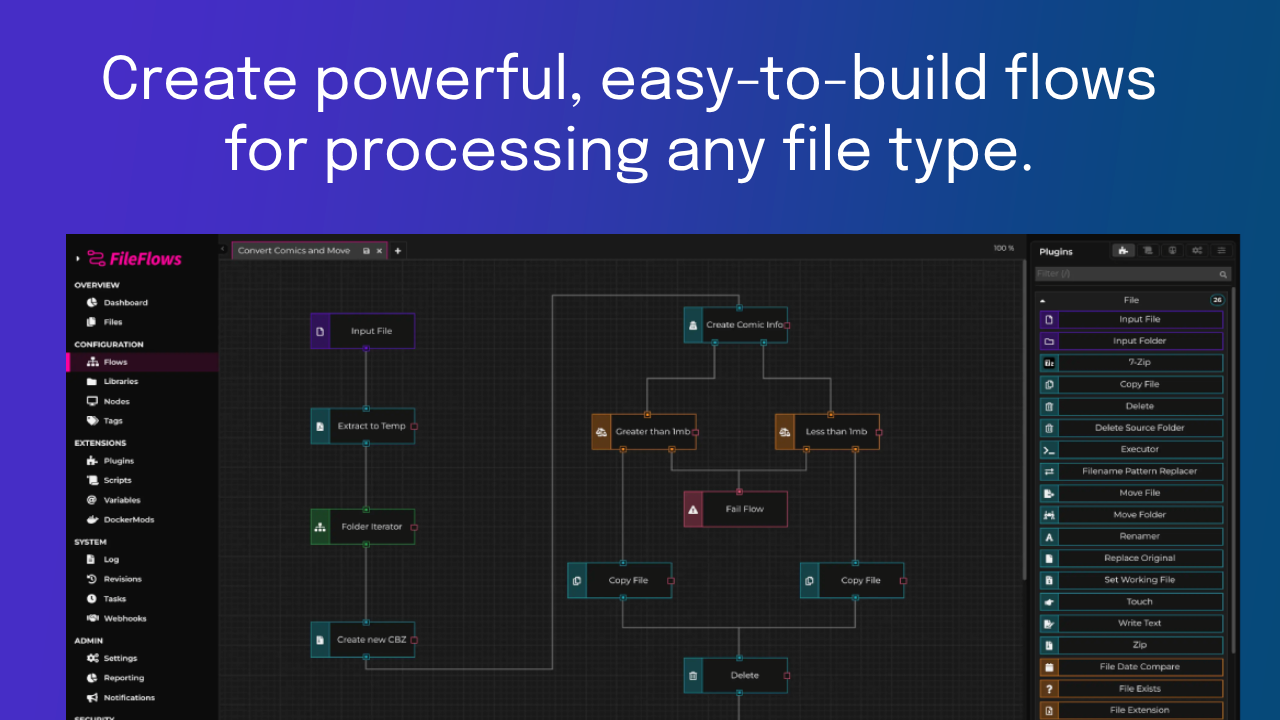 Create powerful, easy-to-build flows
for processing any file type.
FileFlows
OVERVIEW
Dashboard
Files
CONFIGURATION
Flows
Libraries
Nodes
Tags
EXTENSIONS
Plugins
Scripts
Variables
DockerMods
SYSTEM
Log
Revisions
Tasks
Webhooks
ADMIN
Settings
Reporting
Notifications
SECURITY
Convert Comics and Move
100 %
Input File
Extract to Temp
Folder Iterator
Create new CBZ
Create Comic Info
Greater than 1mb
Less than 1mb
Fail Flow
Copy File
Copy File
Delete
Plugins
Filter (/)
File
26
Input File
Input Folder
7-Zip
Copy File
Delete
Delete Source Folder
Executor
Filename Pattern Replacer
Move File
Move Folder
Renamer
Replace Original
Set Working File
Touch
Write Text
Zip
File Date Compare
File Exists
File Extension